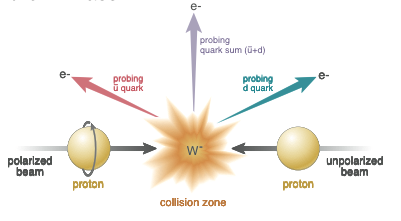 e-
probing
quark sum (ū+d)
e-
probing
ū quark
probing
d quark
e-
W-
polarized
beam
proton
unpolarized
beam
proton
collision zone